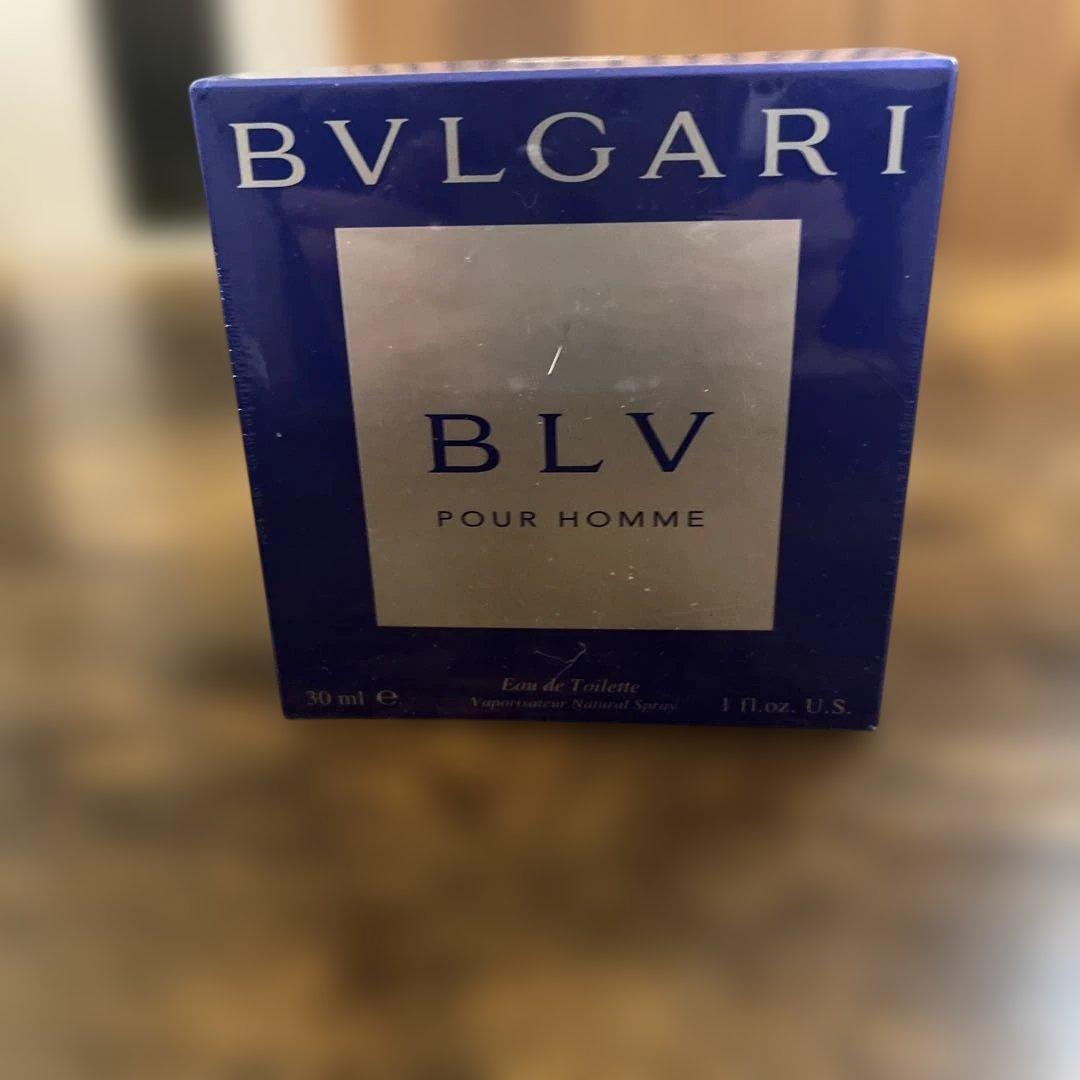 BVLGARI
BLV
POUR HOMME
Eau de Toilette
30 ml ℮ Vaporisateur Natural Spray 1 fl.oz. U.S.